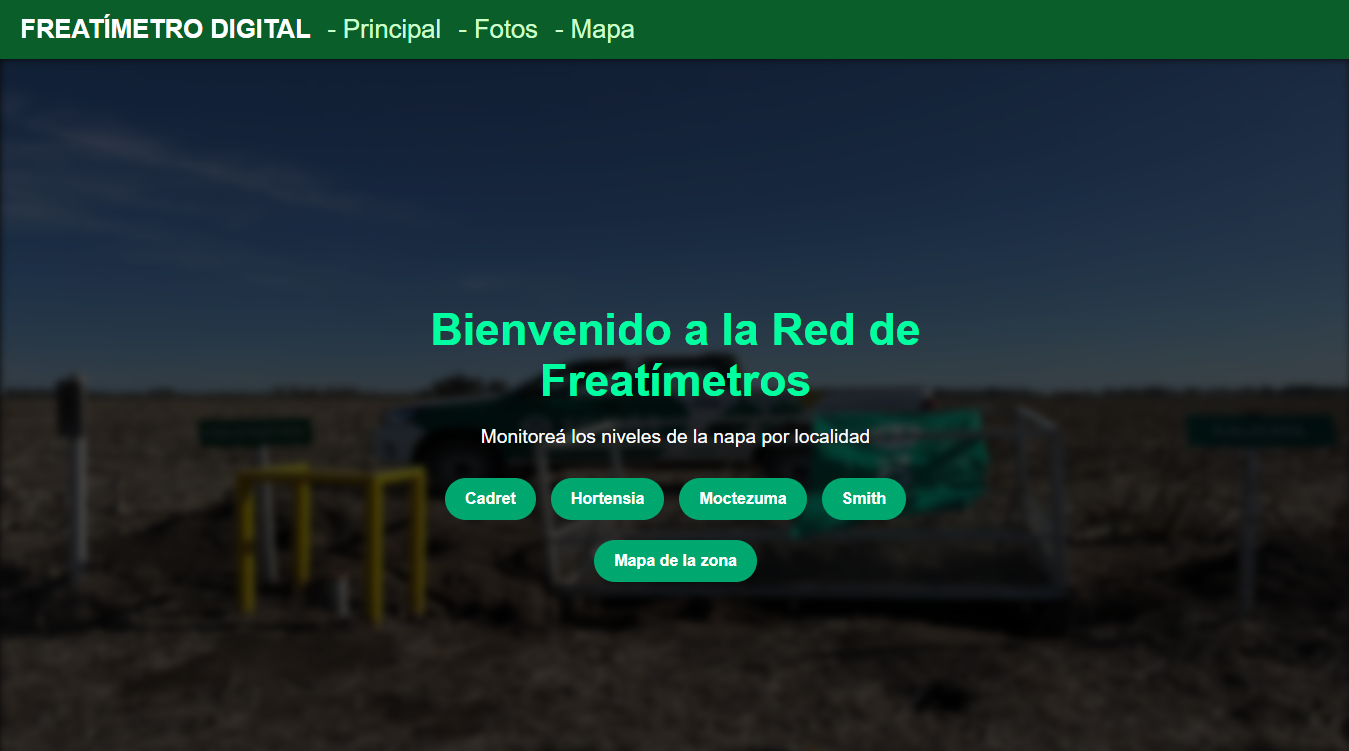 FREATÍMETRO DIGITAL - Principal - Fotos - Mapa
Bienvenido a la Red de
Freatímetros
Monitoreá los niveles de la napa por localidad
Cadret Hortensia Moctezuma Smith
Mapa de la zona